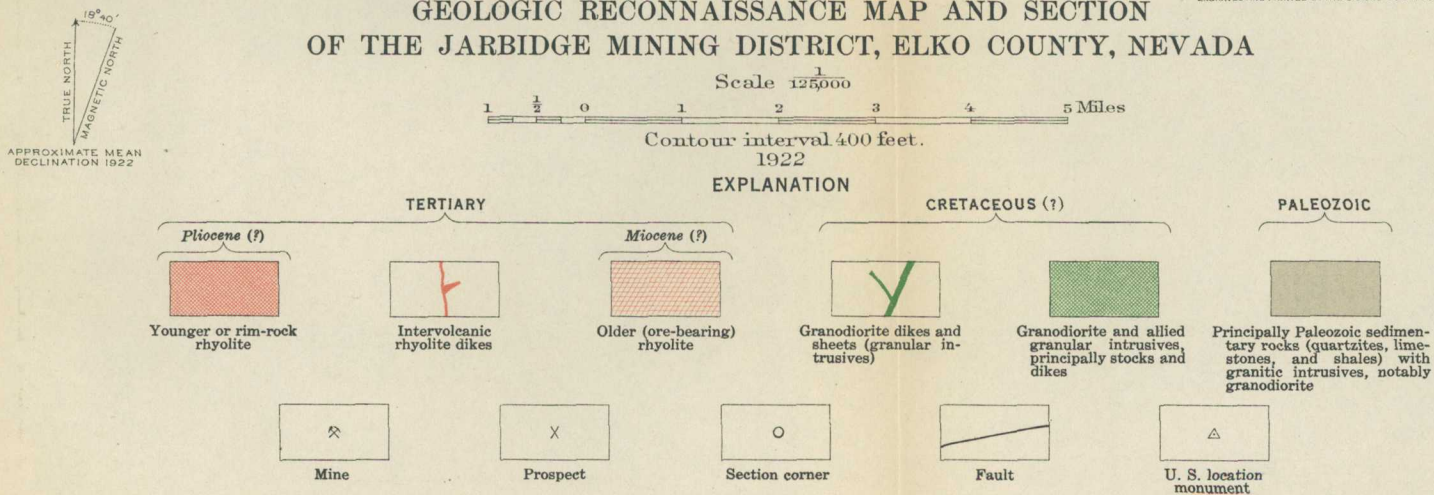 GEOLOGIC RECONNAISSANCE MAP AND SECTION
OF THE JARBIDGE MINING DISTRICT, ELKO COUNTY, NEVADA
18°40'
TRUE NORTH
MAGNETIC NORTH
APPROXIMATE MEAN
DECLINATION 1922
Scale 1/125,000
1 1/2 0 1 2 3 4 5 Miles
Contour interval 400 feet.
1922
EXPLANATION
TERTIARY
CRETACEOUS (?)
PALEOZOIC
Pliocene (?)
Miocene (?)
Younger or rim-rock
rhyolite
Intervolcanic
rhyolite dikes
Older (ore-bearing)
rhyolite
Granodiorite dikes and
sheets (granular in-
trusives)
Granodiorite and allied
granular intrusives,
principally stocks and
dikes
Principally Paleozoic sedimen-
tary rocks (quartzites, lime-
stones, and shales) with
granitic intrusives, notably
granodiorite
Mine
X
Prospect
Section corner
Fault
U. S. location
monument